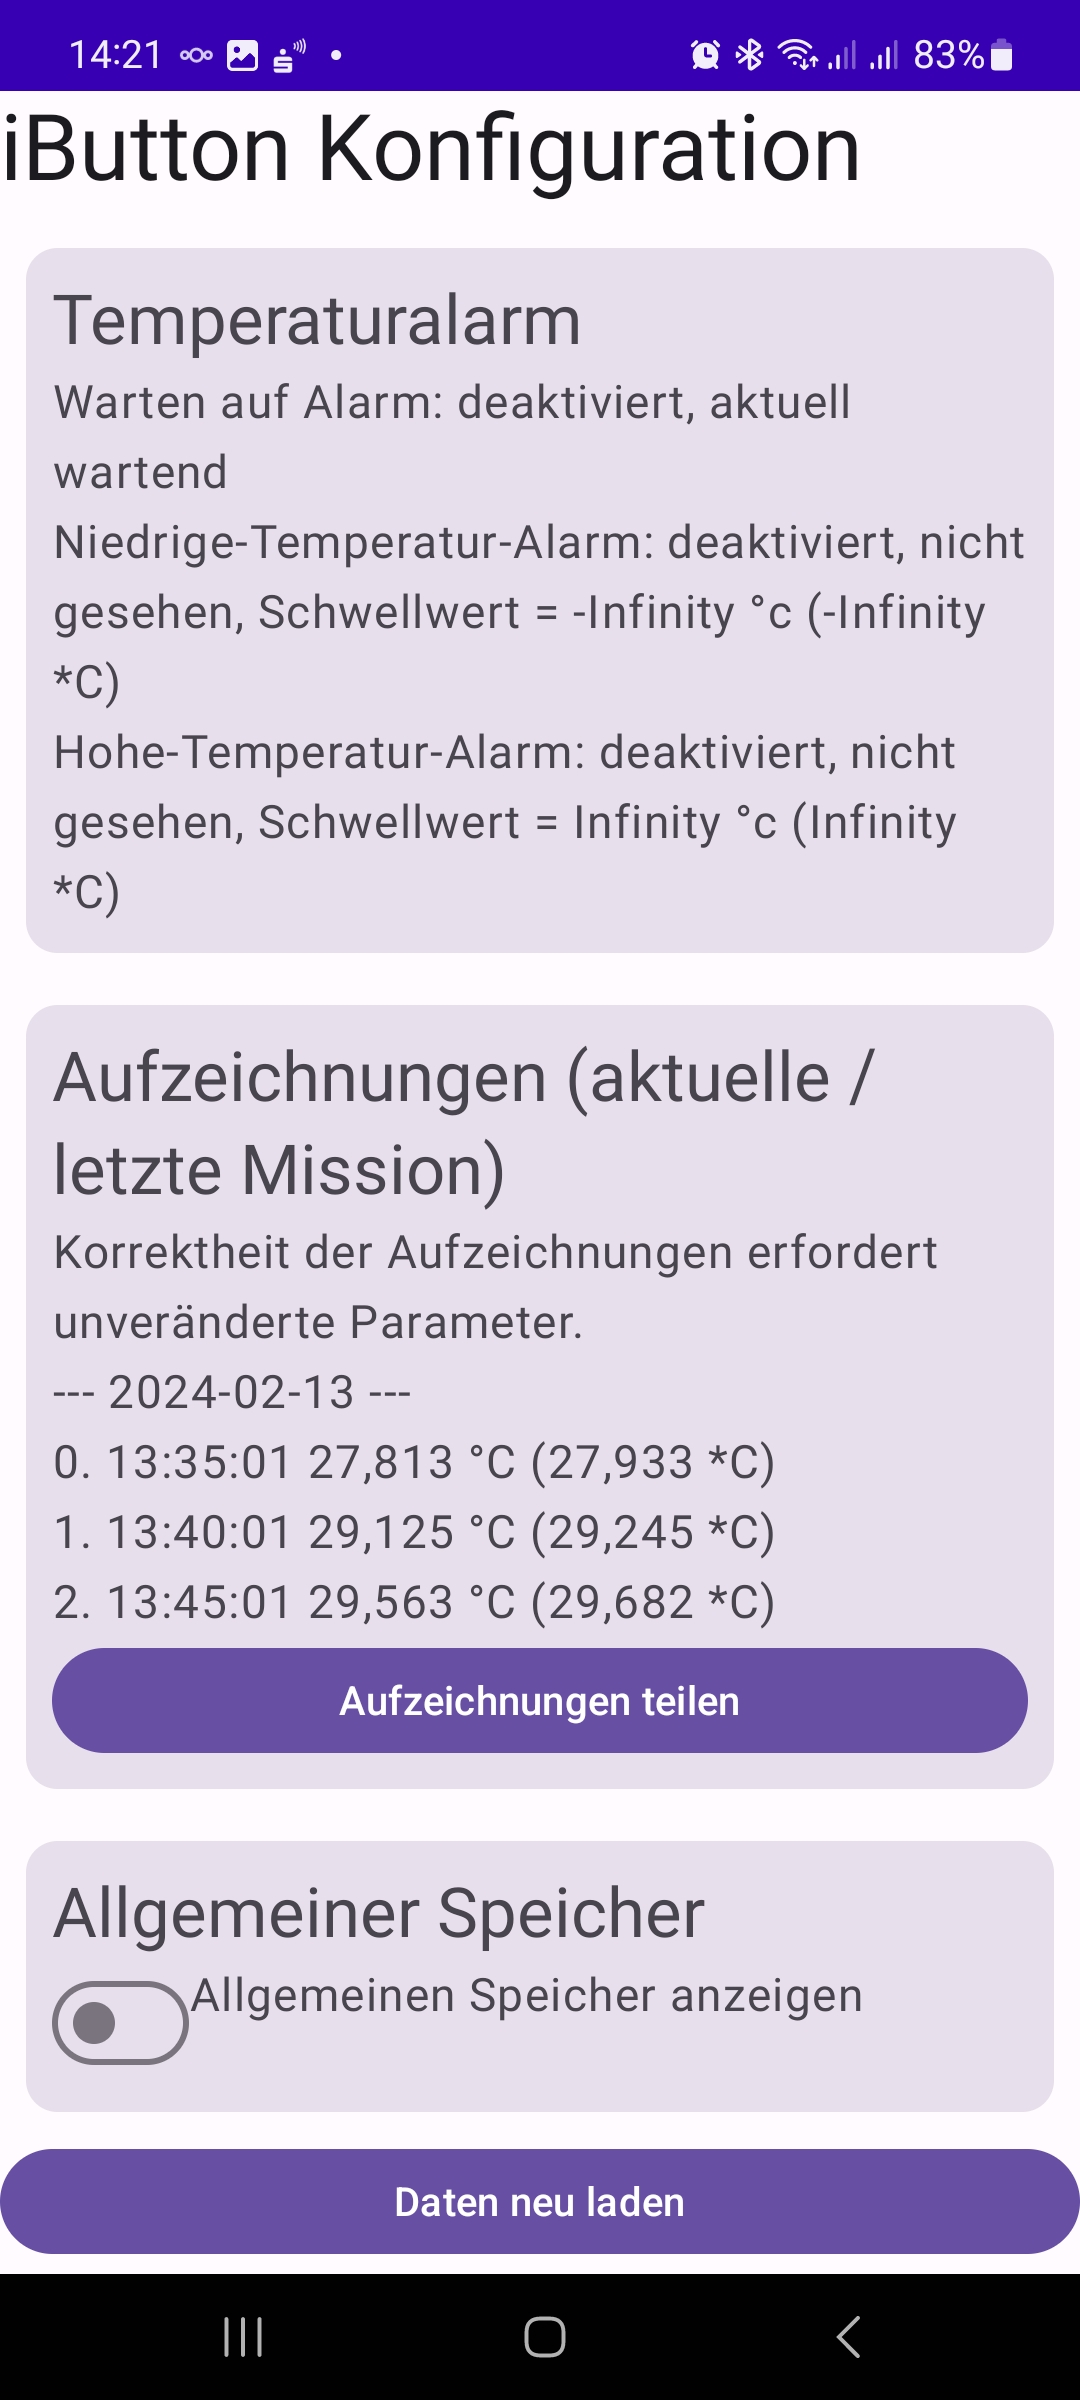 14:21
83%
iButton Konfiguration
Temperaturalarm
Warten auf Alarm: deaktiviert, aktuell
wartend
Niedrige-Temperatur-Alarm: deaktiviert, nicht
gesehen, Schwellwert = -Infinity °c (-Infinity
*C)
Hohe-Temperatur-Alarm: deaktiviert, nicht
gesehen, Schwellwert = Infinity °c (Infinity
*C)
Aufzeichnungen (aktuelle /
letzte Mission)
Korrektheit der Aufzeichnungen erfordert
unveränderte Parameter.
--- 2024-02-13 ---
0. 13:35:01 27,813 °C (27,933 *C)
1. 13:40:01 29,125 °C (29,245 *C)
2. 13:45:01 29,563 °C (29,682 *C)
Aufzeichnungen teilen
Allgemeiner Speicher
Allgemeinen Speicher anzeigen
Daten neu laden